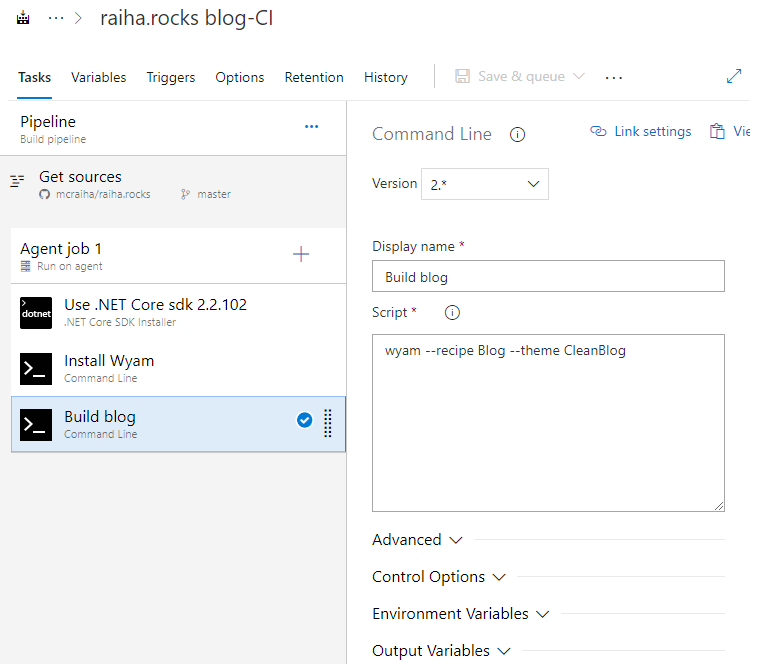 ··· > raiha.rocks blog-CI
Tasks Variables Triggers Options Retention History Save & queue ···
Pipeline ···
Build pipeline
Get sources
mcraiha/raiha.rocks master
Agent job 1 +
Run on agent
dotnet Use .NET Core sdk 2.2.102
.NET Core SDK Installer
>_ Install Wyam
Command Line
>_ Build blog
Command Line
Command Line Link settings Vie
Version 2.*
Display name *
Build blog
Script *
wyam --recipe Blog --theme CleanBlog
Advanced
Control Options
Environment Variables
Output Variables